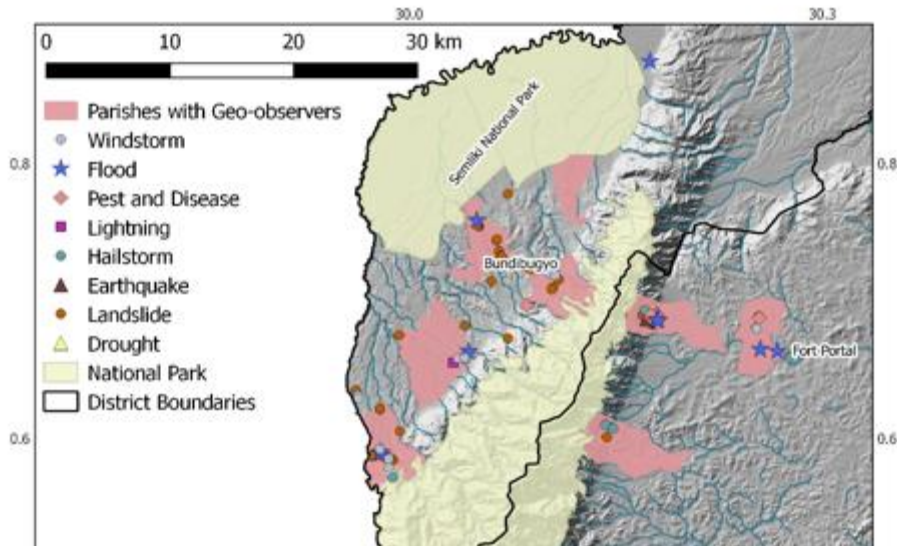 30.0 30.3
0 10 20 30 km
Parishes with Geo-observers
Windstorm
Flood
Pest and Disease
Lightning
Hailstorm
Earthquake
Landslide
Drought
National Park
District Boundaries
0.8 0.8
Semliki National Park
Bundibugyo
Fort Portal
0.6 0.6